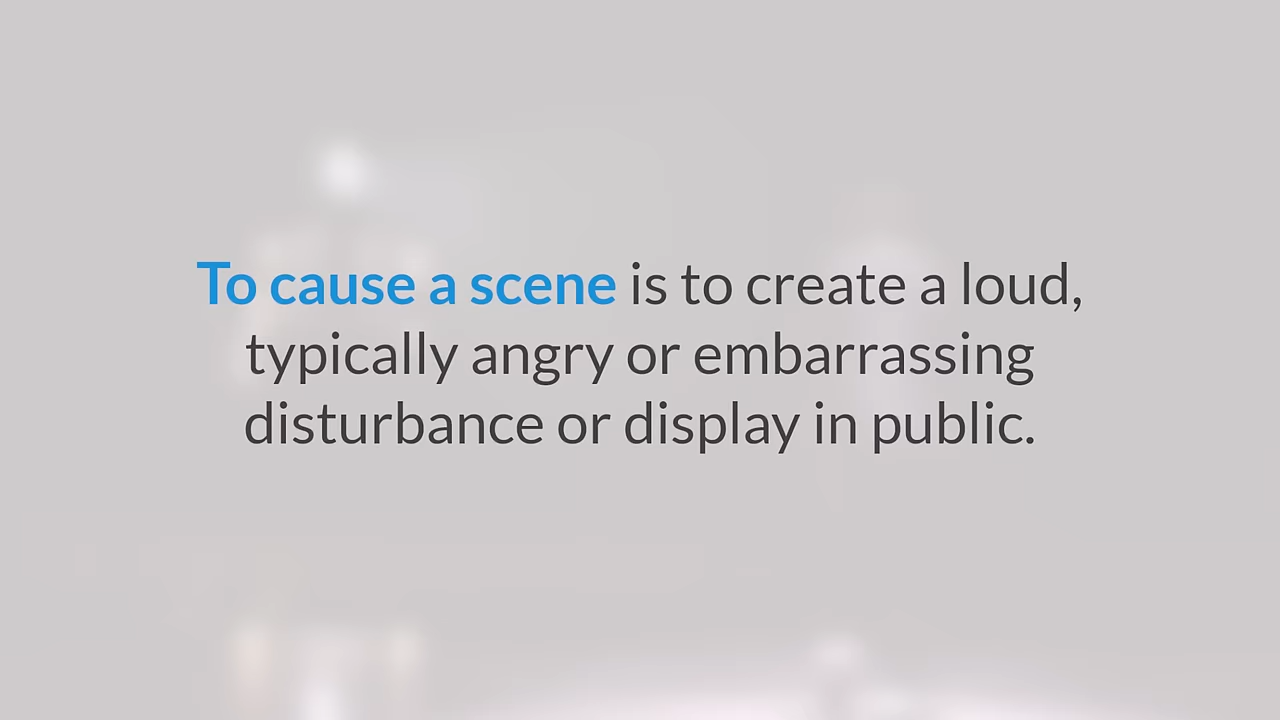 To cause a scene is to create a loud,
typically angry or embarrassing
disturbance or display in public.